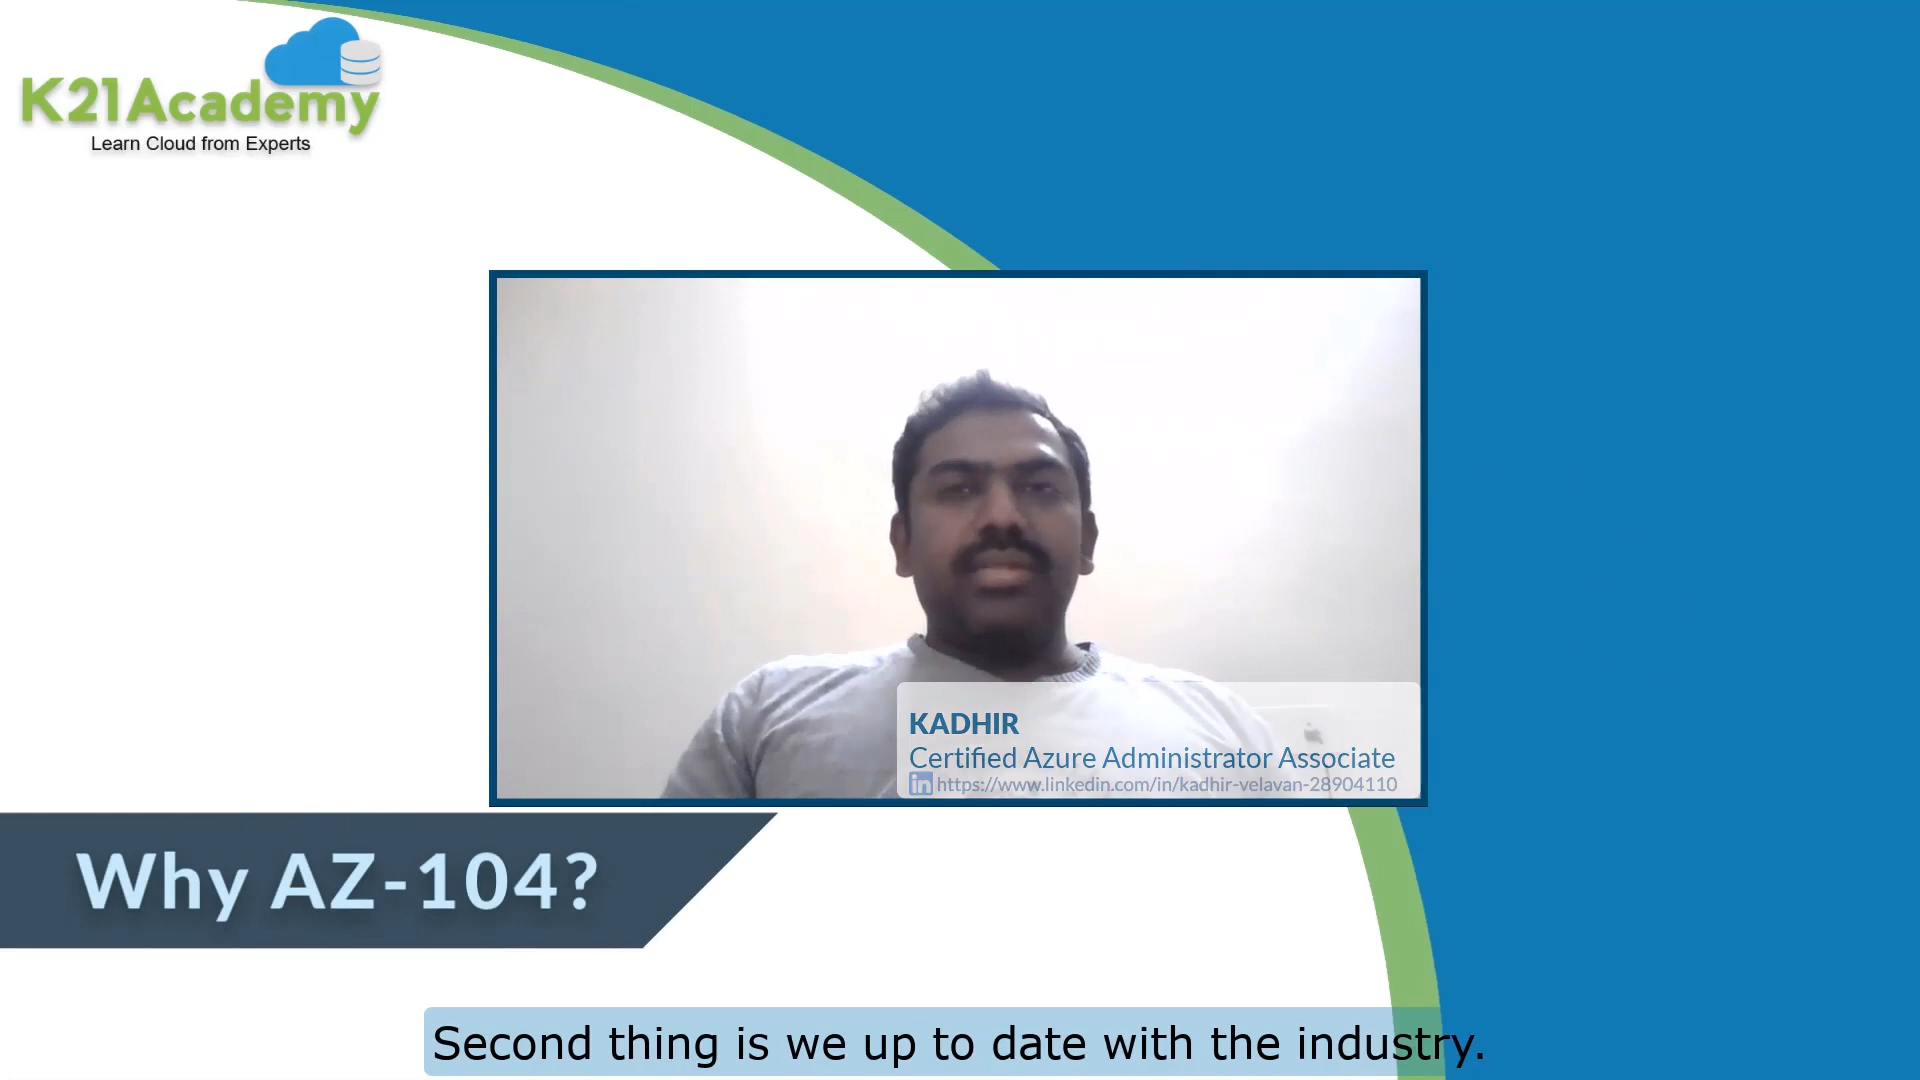 K21Academy
Learn Cloud from Experts
KADHIR
Certified Azure Administrator Associate
https://www.linkedin.com/in/kadhir-velavan-28904110
Why AZ-104?
Second thing is we up to date with the industry.